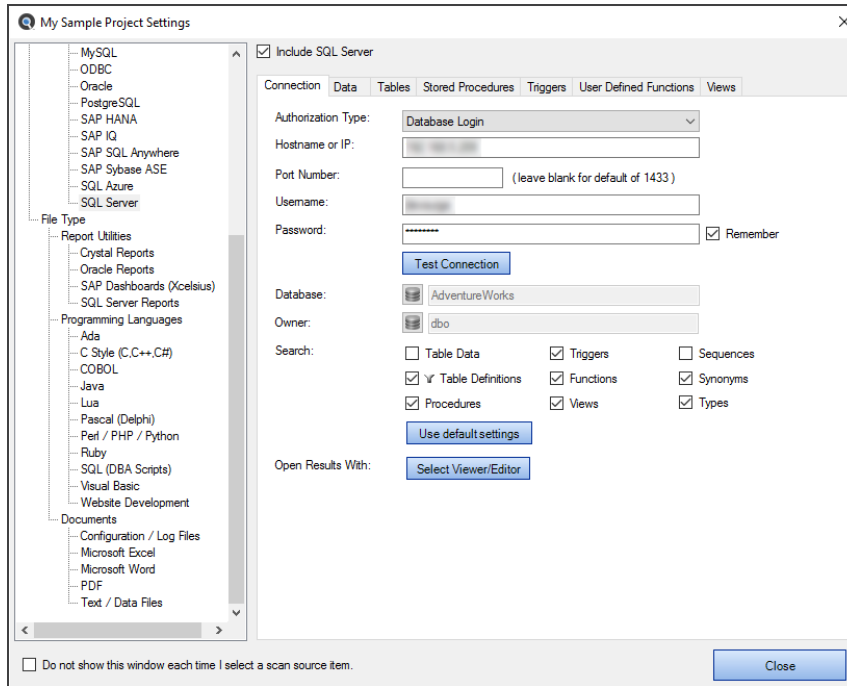 My Sample Project Settings
MySQL
ODBC
Oracle
PostgreSQL
SAP HANA
SAP IQ
SAP SQL Anywhere
SAP Sybase ASE
SQL Azure
SQL Server
File Type
Report Utilities
Crystal Reports
Oracle Reports
SAP Dashboards (Xcelsius)
SQL Server Reports
Programming Languages
Ada
C Style (C,C++,C#)
COBOL
Java
Lua
Pascal (Delphi)
Perl / PHP / Python
Ruby
SQL (DBA Scripts)
Visual Basic
Website Development
Documents
Configuration / Log Files
Microsoft Excel
Microsoft Word
PDF
Text / Data Files
Include SQL Server
Connection Data Tables Stored Procedures Triggers User Defined Functions Views
Authorization Type: Database Login
Hostname or IP:
Port Number: (leave blank for default of 1433 )
Username:
Password: ******** Remember
Test Connection
Database: AdventureWorks
Owner: dbo
Search: Table Data Triggers Sequences
Table Definitions Functions Synonyms
Procedures Views Types
Use default settings
Open Results With: Select Viewer/Editor
Do not show this window each time I select a scan source item.
Close